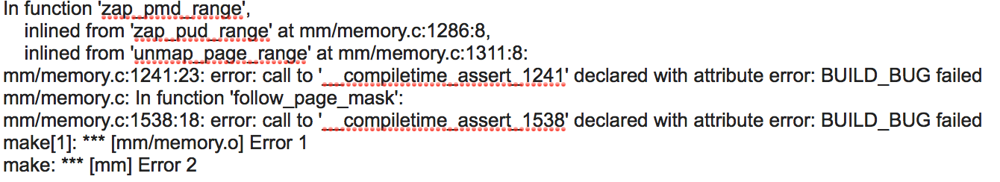 In function 'zap_pmd_range',
inlined from 'zap_pud_range' at mm/memory.c:1286:8,
inlined from 'unmap_page_range' at mm/memory.c:1311:8:
mm/memory.c:1241:23: error: call to '__compiletime_assert_1241' declared with attribute error: BUILD_BUG failed
mm/memory.c: In function 'follow_page_mask':
mm/memory.c:1538:18: error: call to '__compiletime_assert_1538' declared with attribute error: BUILD_BUG failed
make[1]: *** [mm/memory.o] Error 1
make: *** [mm] Error 2